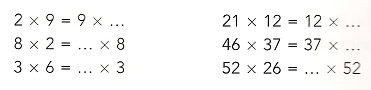 2 × 9 = 9 × ...
8 × 2 = ... × 8
3 × 6 = ... × 3
21 × 12 = 12 × ...
46 × 37 = 37 × ...
52 × 26 = ... × 52